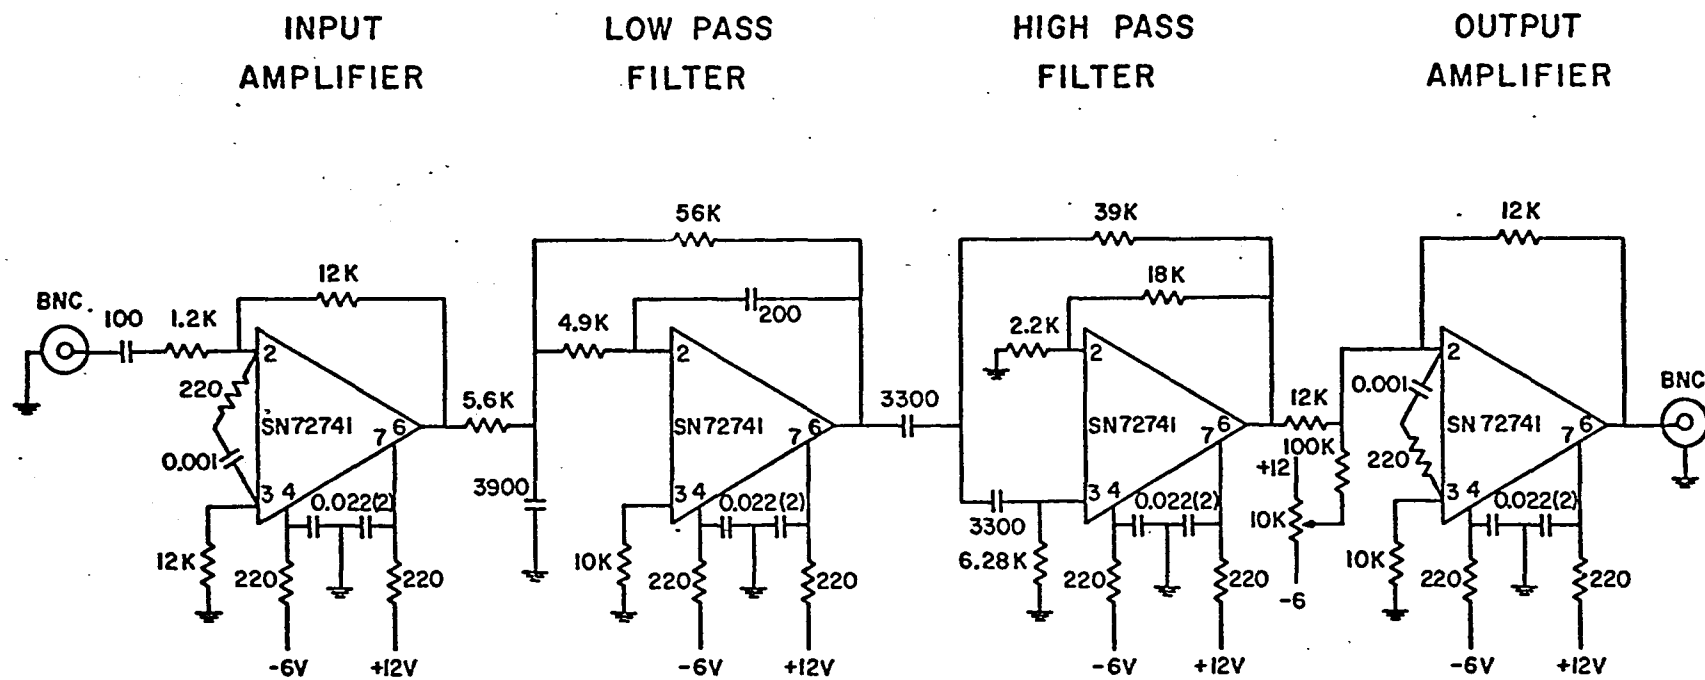 INPUT
AMPLIFIER
LOW PASS
FILTER
HIGH PASS
FILTER
OUTPUT
AMPLIFIER
BNC
100
1.2K
12K
220
0.001
2
3
4
7
6
SN72741
12K
0.022(2)
220
220
-6V
+12V
5.6K
3900
56K
4.9K
200
2
3
4
7
6
SN72741
10K
0.022(2)
220
220
-6V
+12V
3300
39K
18K
2.2K
3300
6.28K
2
3
4
7
6
SN72741
0.022(2)
220
220
-6V
+12V
12K
100K
+12
10K
-6
12K
0.001
220
2
3
4
7
6
SN72741
10K
0.022(2)
220
220
-6V
+12V
BNC